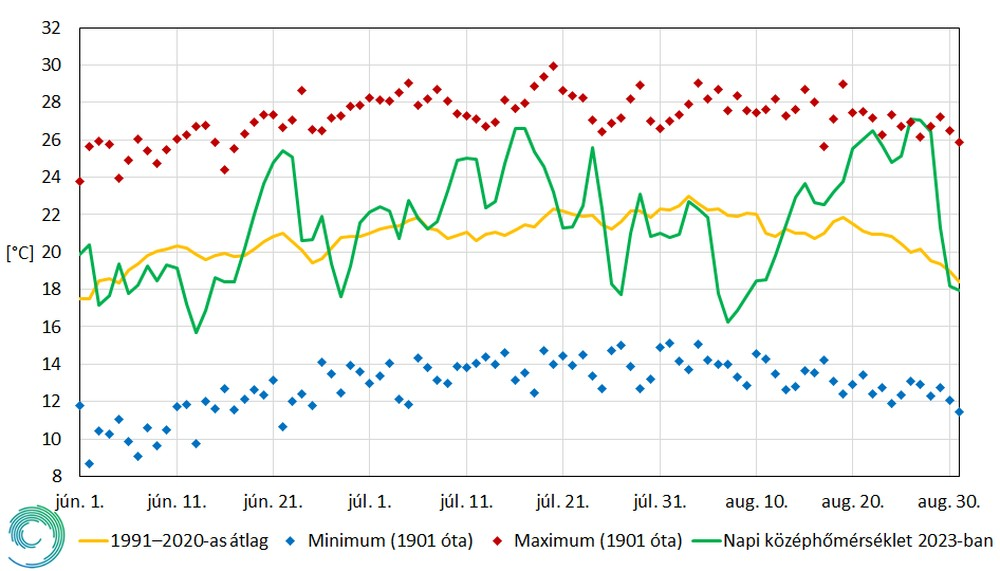 32
30
28
26
24
22
[°C]
20
18
16
14
12
10
8
jún. 1.
jún. 11.
jún. 21.
júl. 1.
júl. 11.
júl. 21.
júl. 31.
aug. 10.
aug. 20.
aug. 30.
1991–2020-as átlag
Minimum (1901 óta)
Maximum (1901 óta)
Napi középhőmérséklet 2023-ban